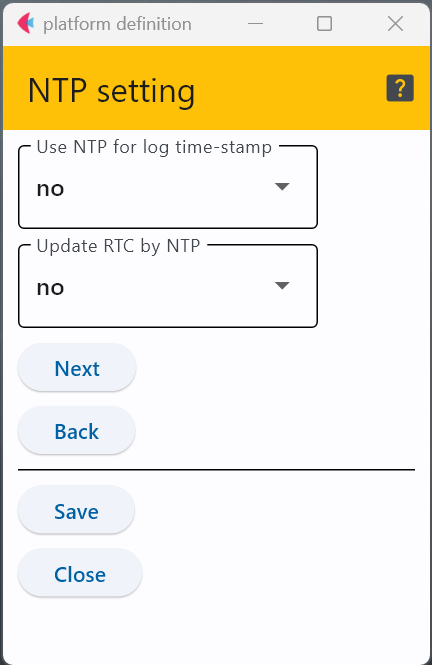 platform definition
NTP setting
?
Use NTP for log time-stamp
no
Update RTC by NTP
no
Next
Back
Save
Close